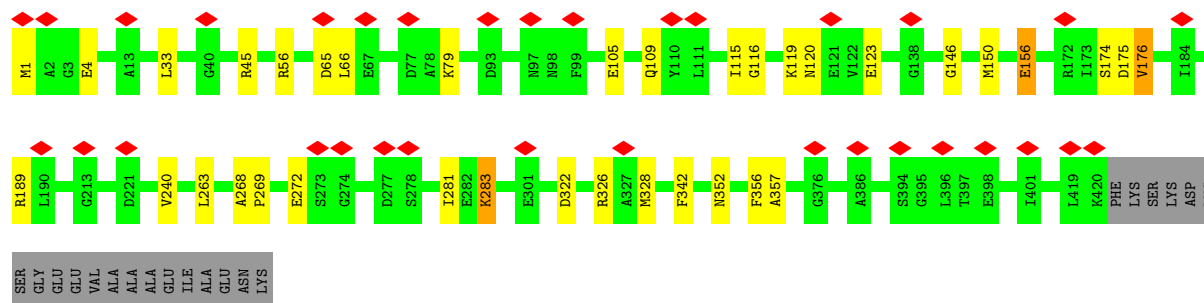 M1 A2 G3 E4 A13 L33 G40 R45 R56 D65 L66 E67 D77 A78 K79 D93 N97 N98 F99 E105 Q109 Y110 L111 I115 G116 K119 N120 E121 V122 E123 G138 G146 M150 E156 R172 I173 S174 D175 V176 I184
R189 L190 G213 D221 V240 L263 A268 P269 E272 S273 G274 D277 S278 I281 E282 K283 E301 D322 R326 A327 M328 F342 N352 F356 A357 G376 A386 S394 G395 L396 T397 E398 I401 L419 K420 PHE LYS SER LYS ASP
SER GLY GLU GLU VAL ALA ALA ALA GLU ILE ALA GLU ASN LYS